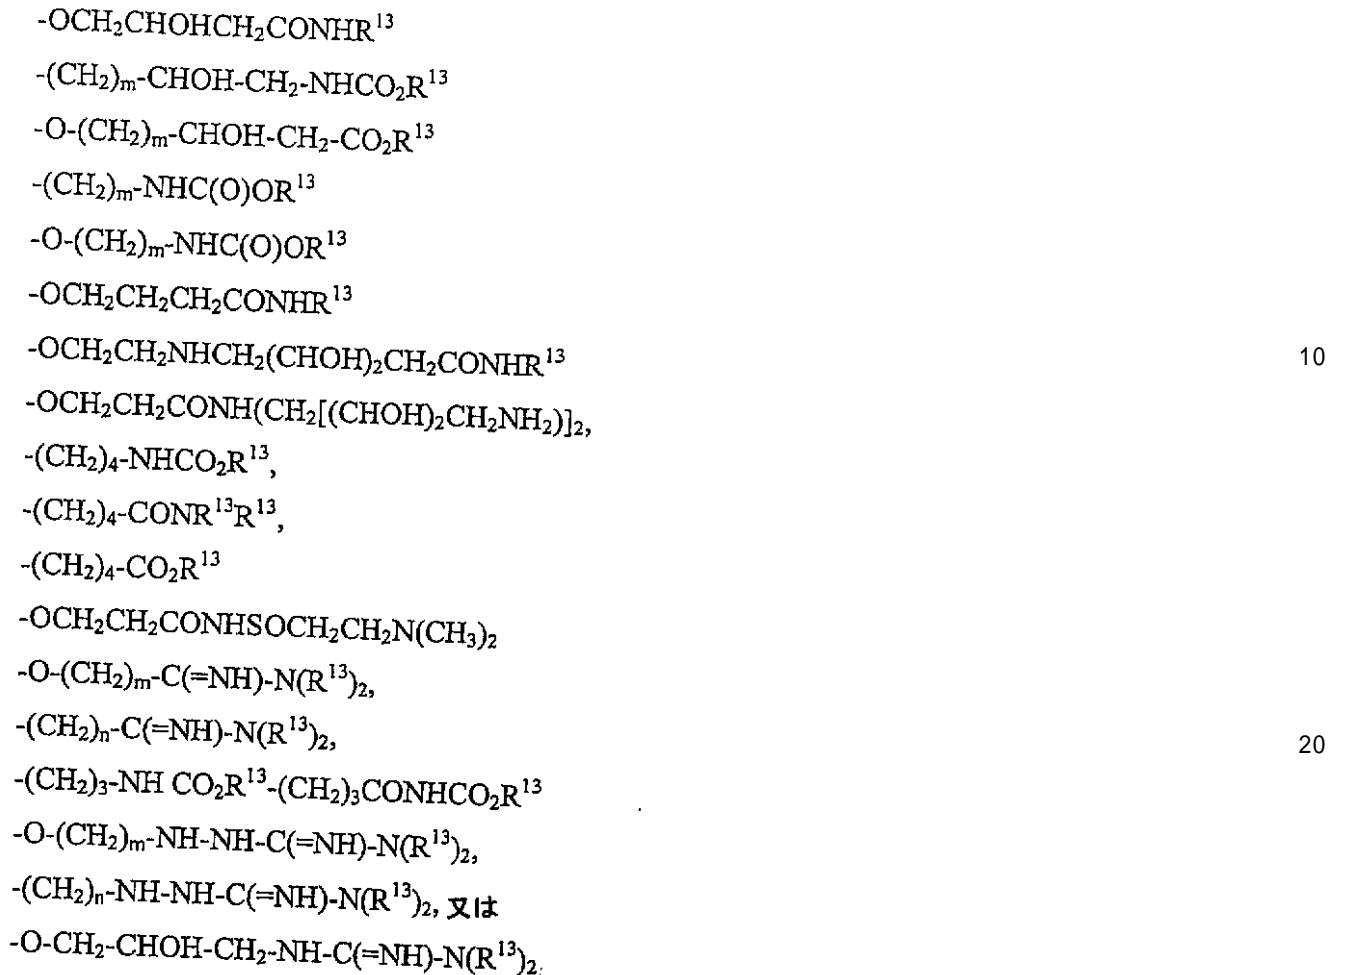 -OCH₂CHOHCH₂CONHR¹³
-(CH₂)ₘ-CHOH-CH₂-NHCO₂R¹³
-O-(CH₂)ₘ-CHOH-CH₂-CO₂R¹³
-(CH₂)ₘ-NHC(O)OR¹³
-O-(CH₂)ₘ-NHC(O)OR¹³
-OCH₂CH₂CH₂CONHR¹³
-OCH₂CH₂NHCH₂(CHOH)₂CH₂CONHR¹³ 10
-OCH₂CH₂CONH(CH₂[(CHOH)₂CH₂NH₂)]₂,
-(CH₂)₄-NHCO₂R¹³,
-(CH₂)₄-CONR¹³R¹³,
-(CH₂)₄-CO₂R¹³
-OCH₂CH₂CONHSOCH₂CH₂N(CH₃)₂
-O-(CH₂)ₘ-C(=NH)-N(R¹³)₂,
-(CH₂)ₙ-C(=NH)-N(R¹³)₂, 20
-(CH₂)₃-NH CO₂R¹³-(CH₂)₃CONHCO₂R¹³
-O-(CH₂)ₘ-NH-NH-C(=NH)-N(R¹³)₂,
-(CH₂)ₙ-NH-NH-C(=NH)-N(R¹³)₂, 又は
-O-CH₂-CHOH-CH₂-NH-C(=NH)-N(R¹³)₂;